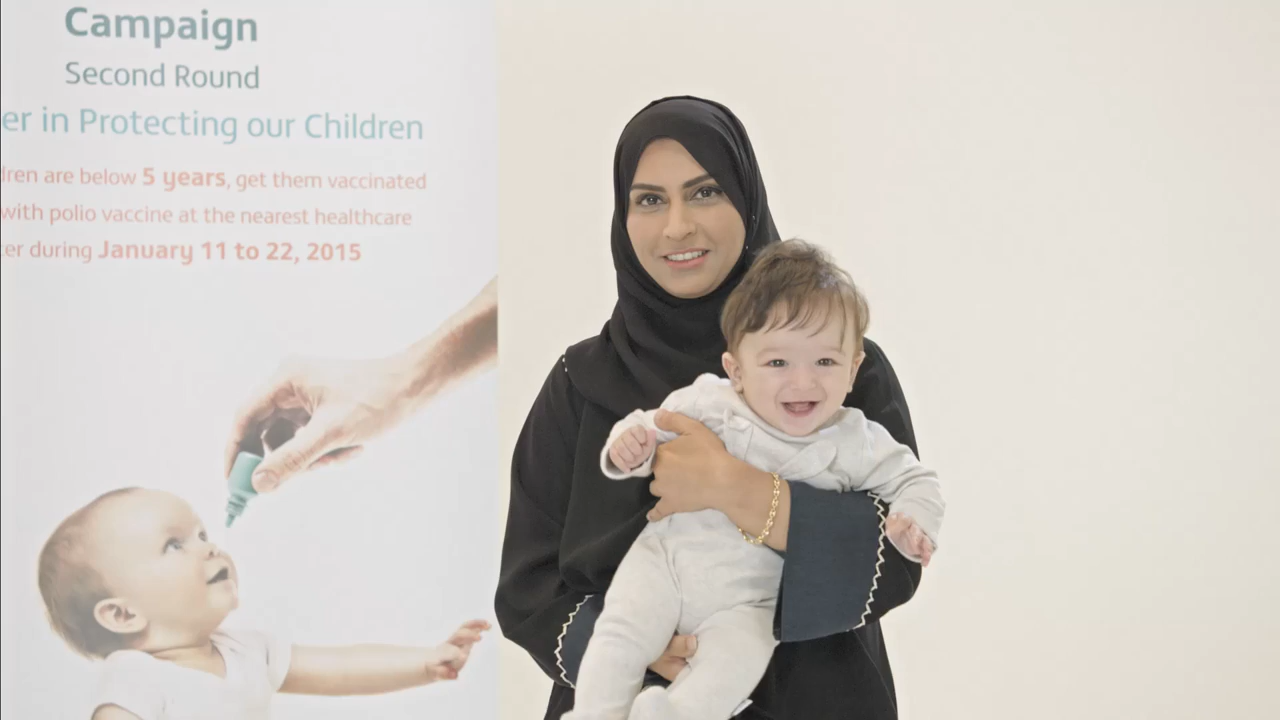 Campaign
Second Round
er in Protecting our Children
dren are below 5 years, get them vaccinated
with polio vaccine at the nearest healthcare
er during January 11 to 22, 2015